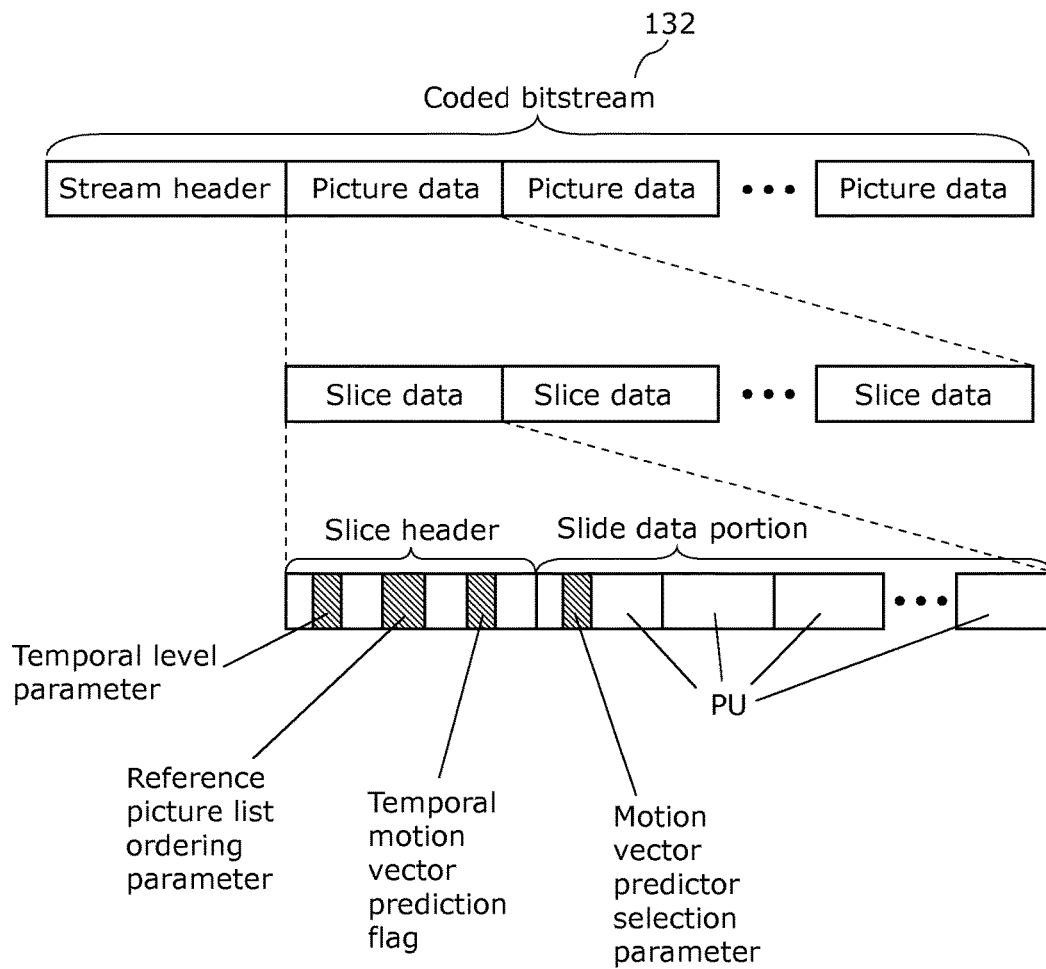 132
Coded bitstream
Stream header Picture data Picture data ••• Picture data
Slice data Slice data ••• Slice data
Slice header Slide data portion
•••
Temporal level
parameter
PU
Reference
picture list
ordering
parameter
Temporal
motion
vector
prediction
flag
Motion
vector
predictor
selection
parameter